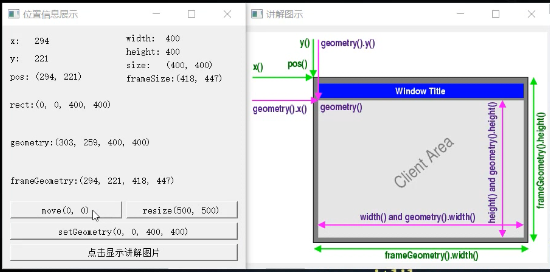 位置信息展示
x: 294
y: 221
pos: (294, 221)
width: 400
height: 400
size: (400, 400)
frameSize:(418, 447)
rect:(0, 0, 400, 400)
geometry:(303, 259, 400, 400)
frameGeometry:(294, 221, 418, 447)
move(0, 0)
resize(500, 500)
setGeometry(0, 0, 400, 400)
点击显示讲解图片
讲解图示
y()
geometry().y()
pos()
x()
geometry().x()
Window Title
geometry()
Client Area
height() and geometry().height()
frameGeometry().height()
width() and geometry().width()
frameGeometry().width()